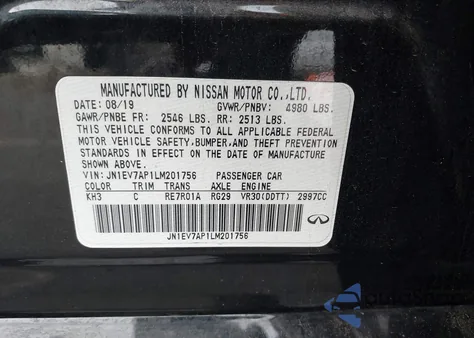 MANUFACTURED BY NISSAN MOTOR CO.,LTD.
DATE: 08/19 GVWR/PNBV: 4980 LBS.
GAWR/PNBE FR: 2546 LBS. RR: 2513 LBS.
THIS VEHICLE CONFORMS TO ALL APPLICABLE FEDERAL
MOTOR VEHICLE SAFETY,BUMPER,AND THEFT PREVENTION
STANDARDS IN EFFECT ON THE DATE OF MANUFACTURE
SHOWN ABOVE.
VIN: JN1EV7AP1LM201756 PASSENGER CAR
COLOR TRIM TRANS AXLE ENGINE
KH3 C RE7R01A RG29 VR30(DDTT) 2997CC
JN1EV7AP1LM201756